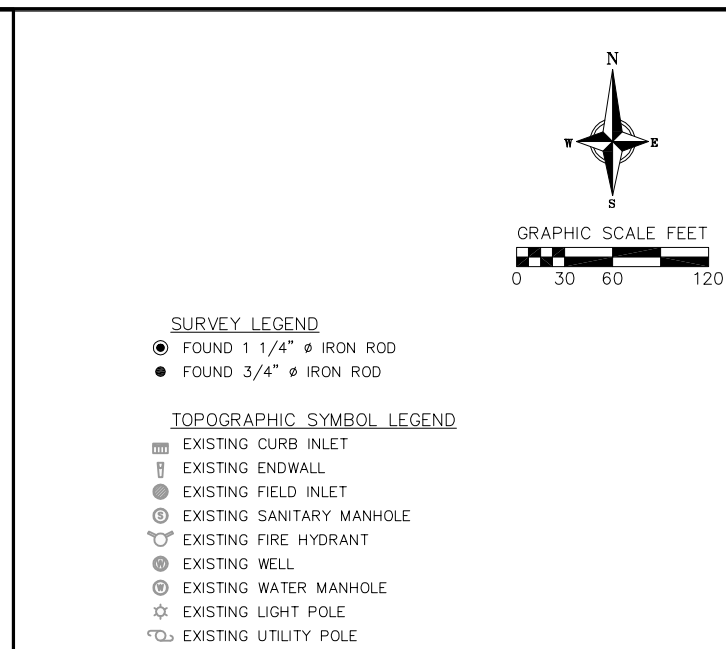 N
W E
S
GRAPHIC SCALE FEET
0 30 60 120
SURVEY LEGEND
FOUND 1 1/4" ø IRON ROD
FOUND 3/4" ø IRON ROD
TOPOGRAPHIC SYMBOL LEGEND
EXISTING CURB INLET
EXISTING ENDWALL
EXISTING FIELD INLET
S EXISTING SANITARY MANHOLE
EXISTING FIRE HYDRANT
W EXISTING WELL
W EXISTING WATER MANHOLE
EXISTING LIGHT POLE
EXISTING UTILITY POLE